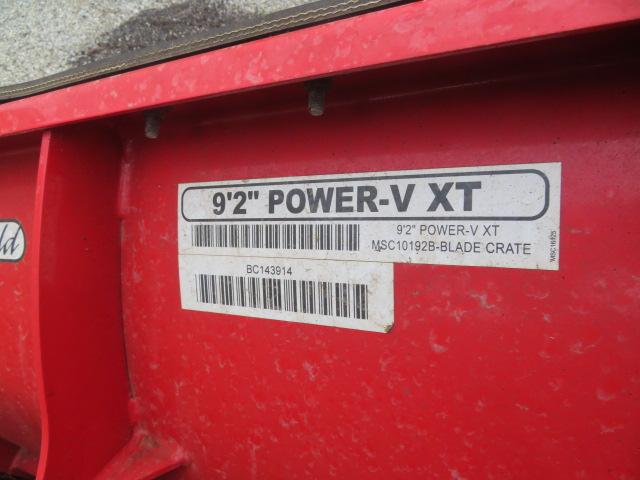 9'2" POWER-V XT
9'2" POWER-V XT
MSC10192B-BLADE CRATE
BC143914